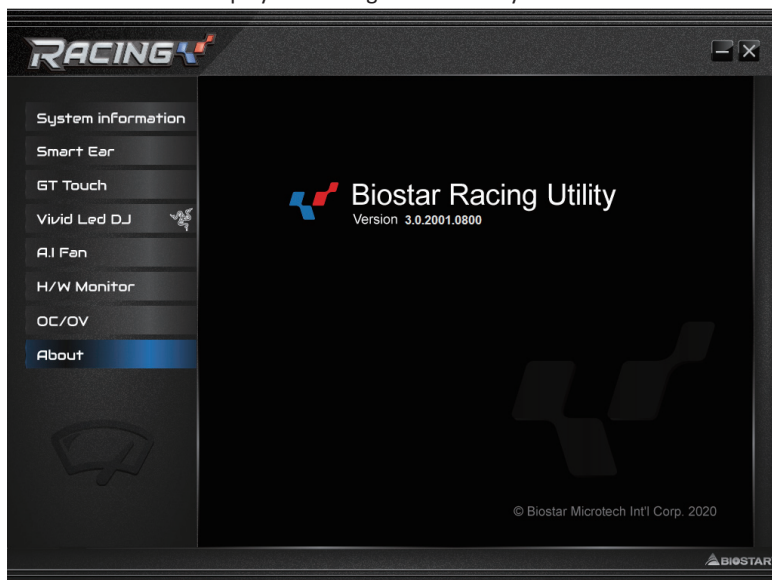 RACING
System information
Smart Ear
GT Touch
Vivid Led DJ
A.I Fan
H/W Monitor
OC/OV
About
Biostar Racing Utility
Version 3.0.2001.0800
© Biostar Microtech Int'l Corp. 2020
BIOSTAR